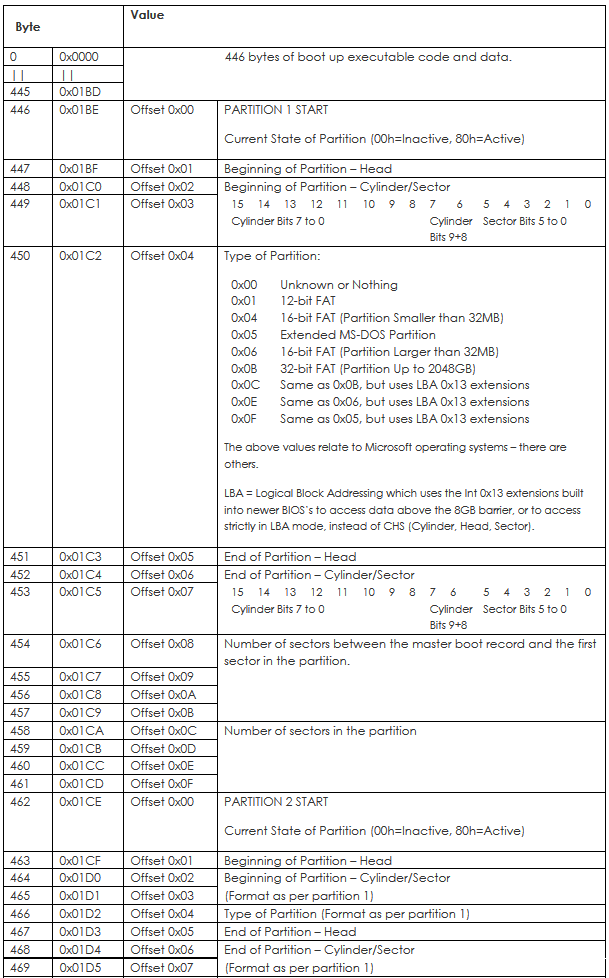 Byte Value
0 0x0000 446 bytes of boot up executable code and data.
|| ||
445 0x01BD
446 0x01BE Offset 0x00 PARTITION 1 START
Current State of Partition (00h=Inactive, 80h=Active)
447 0x01BF Offset 0x01 Beginning of Partition – Head
448 0x01C0 Offset 0x02 Beginning of Partition – Cylinder/Sector
449 0x01C1 Offset 0x03 15 14 13 12 11 10 9 8 7 6 5 4 3 2 1 0
Cylinder Bits 7 to 0 Cylinder Sector Bits 5 to 0
Bits 9+8
450 0x01C2 Offset 0x04 Type of Partition:
0x00 Unknown or Nothing
0x01 12-bit FAT
0x04 16-bit FAT (Partition Smaller than 32MB)
0x05 Extended MS-DOS Partition
0x06 16-bit FAT (Partition Larger than 32MB)
0x0B 32-bit FAT (Partition Up to 2048GB)
0x0C Same as 0x0B, but uses LBA 0x13 extensions
0x0E Same as 0x06, but uses LBA 0x13 extensions
0x0F Same as 0x05, but uses LBA 0x13 extensions
The above values relate to Microsoft operating systems – there are
others.
LBA = Logical Block Addressing which uses the Int 0x13 extensions built
into newer BIOS`s to access data above the 8GB barrier, or to access
strictly in LBA mode, instead of CHS (Cylinder, Head, Sector).
451 0x01C3 Offset 0x05 End of Partition – Head
452 0x01C4 Offset 0x06 End of Partition – Cylinder/Sector
453 0x01C5 Offset 0x07 15 14 13 12 11 10 9 8 7 6 5 4 3 2 1 0
Cylinder Bits 7 to 0 Cylinder Sector Bits 5 to 0
Bits 9+8
454 0x01C6 Offset 0x08 Number of sectors between the master boot record and the first
sector in the partition.
455 0x01C7 Offset 0x09
456 0x01C8 Offset 0x0A
457 0x01C9 Offset 0x0B
458 0x01CA Offset 0x0C Number of sectors in the partition
459 0x01CB Offset 0x0D
460 0x01CC Offset 0x0E
461 0x01CD Offset 0x0F
462 0x01CE Offset 0x00 PARTITION 2 START
Current State of Partition (00h=Inactive, 80h=Active)
463 0x01CF Offset 0x01 Beginning of Partition – Head
464 0x01D0 Offset 0x02 Beginning of Partition – Cylinder/Sector
465 0x01D1 Offset 0x03 (Format as per partition 1)
466 0x01D2 Offset 0x04 Type of Partition (Format as per partition 1)
467 0x01D3 Offset 0x05 End of Partition – Head
468 0x01D4 Offset 0x06 End of Partition – Cylinder/Sector
469 0x01D5 Offset 0x07 (Format as per partition 1)